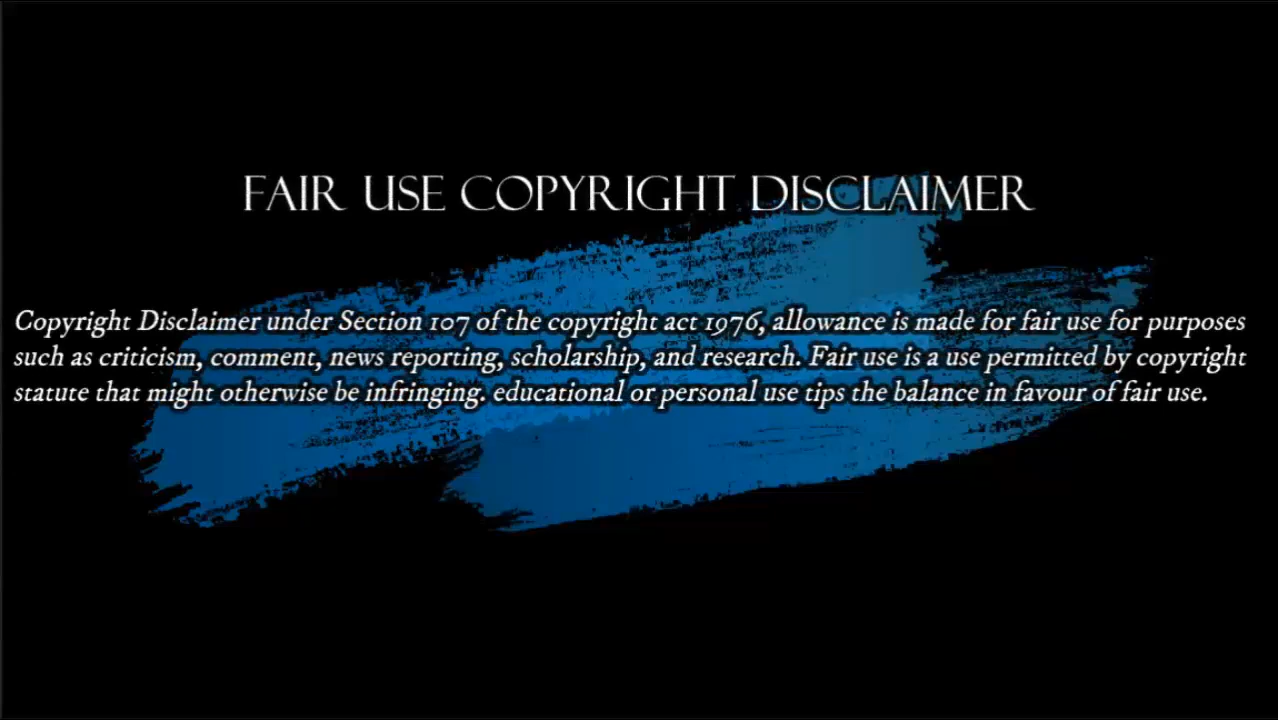 FAIR USE COPYRIGHT DISCLAIMER
Copyright Disclaimer under Section 107 of the copyright act 1976, allowance is made for fair use for purposes
such as criticism, comment, news reporting, scholarship, and research. Fair use is a use permitted by copyright
statute that might otherwise be infringing. educational or personal use tips the balance in favour of fair use.